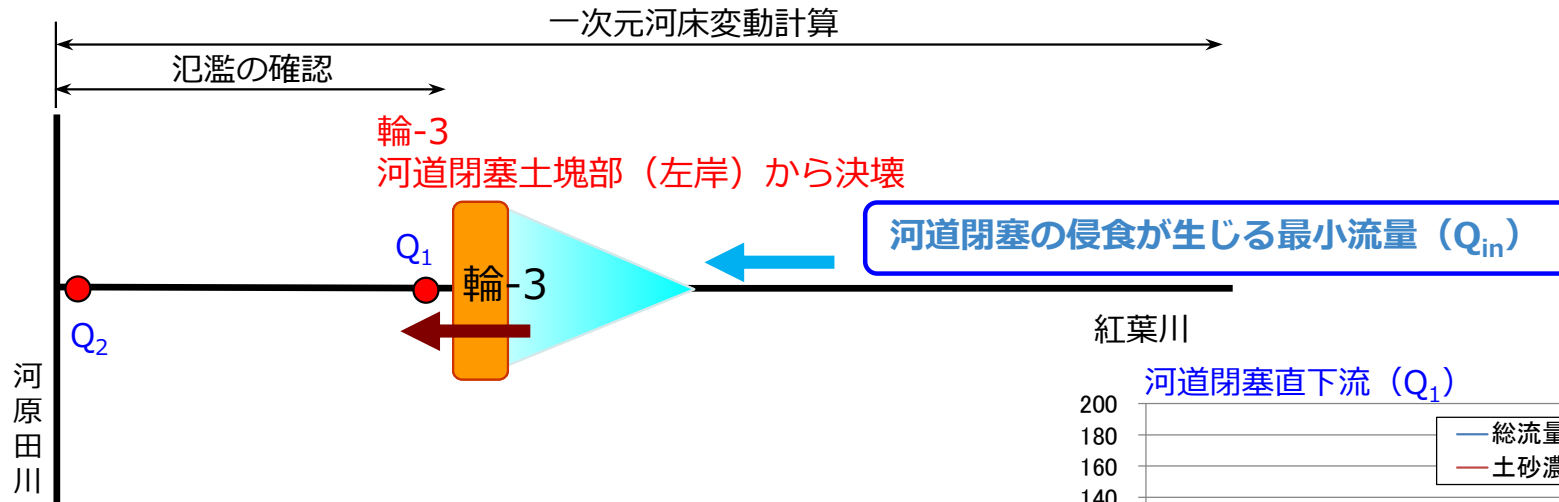 一次元河床変動計算
氾濫の確認
輪-3
河道閉塞土塊部（左岸）から決壊
河道閉塞の侵食が生じる最小流量（Qin）
Q1
輪-3
Q2
紅葉川
河原田川
河道閉塞直下流（Q1）
200
180
160
140
総流量
土砂濃